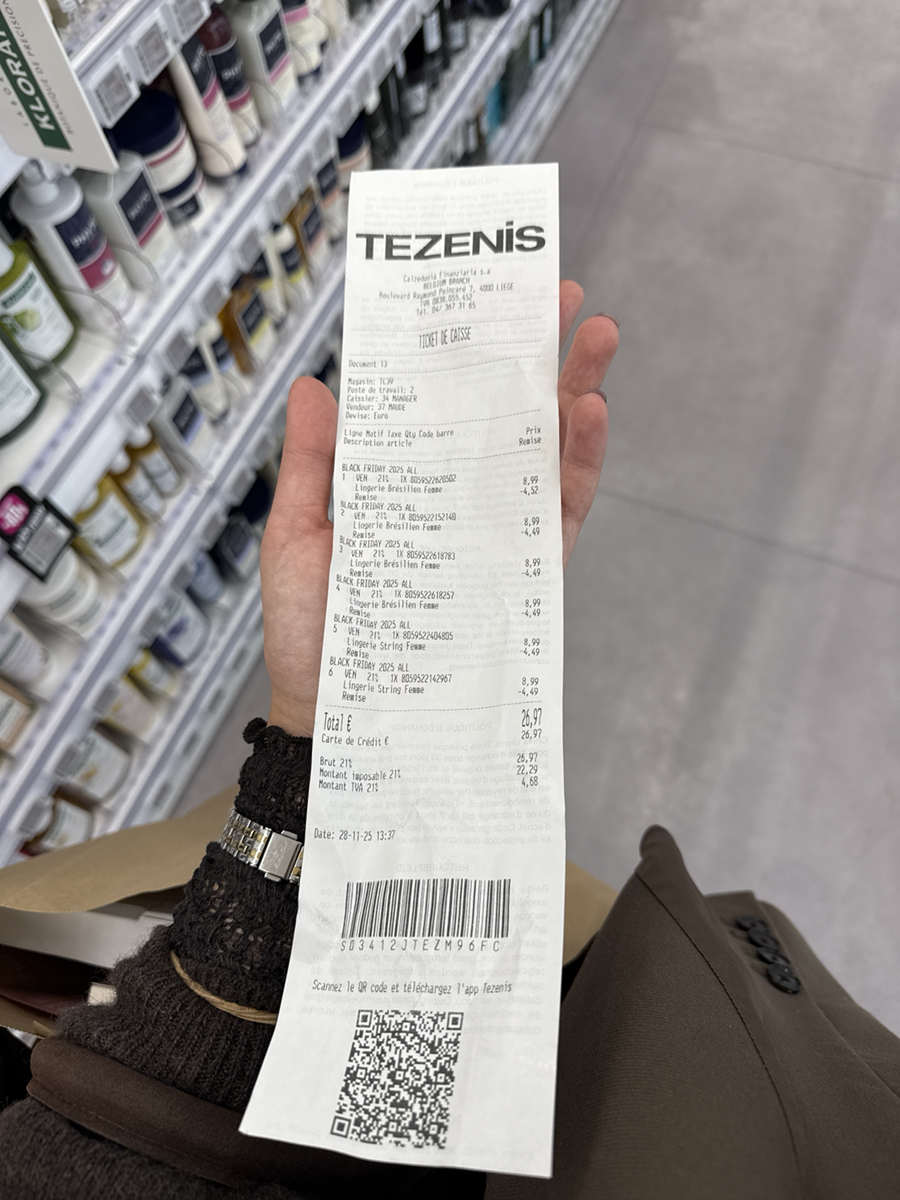 KLORANE
TEZENIS
Calzedonia Finanziaria s.a
BELGIUM BRANCH
Boulevard Raymond Poincaré 7, 4000 LIEGE
TVA 0838.055.452
Tél. 04/ 367 31 65
TICKET DE CAISSE
Document 13
Magasin: TC39
Poste de travail: 2
Caissier: 34 MANAGER
Vendeur: 37 MAUDE
Devise: Euro
Ligne Motif Taxe Qty Code barre Prix
Description article Remise
BLACK FRIDAY 2025 ALL
1 VEN 21% 1X 8059522620502 8,99
Lingerie Brésilien Femme -4,52
Remise
BLACK FRIDAY 2025 ALL
2 VEN 21% 1X 8059522152140 8,99
Lingerie Brésilien Femme -4,49
Remise
BLACK FRIDAY 2025 ALL
3 VEN 21% 1X 8059522618783 8,99
Lingerie Brésilien Femme -4,49
Remise
BLACK FRIDAY 2025 ALL
4 VEN 21% 1X 8059522618257 8,99
Lingerie Brésilien Femme -4,49
Remise
BLACK FRIDAY 2025 ALL
5 VEN 21% 1X 8059522404805 8,99
Lingerie String Femme -4,49
Remise
BLACK FRIDAY 2025 ALL
6 VEN 21% 1X 8059522142967 8,99
Lingerie String Femme -4,49
Remise
Total € 26,97
Carte de Crédit € 26,97
Brut 21% 26,97
Montant imposable 21% 22,29
Montant TVA 21% 4,68
Date: 28-11-25 13:37
S03412JTEZM96FC
Scannez le QR code et téléchargez l'app Tezenis